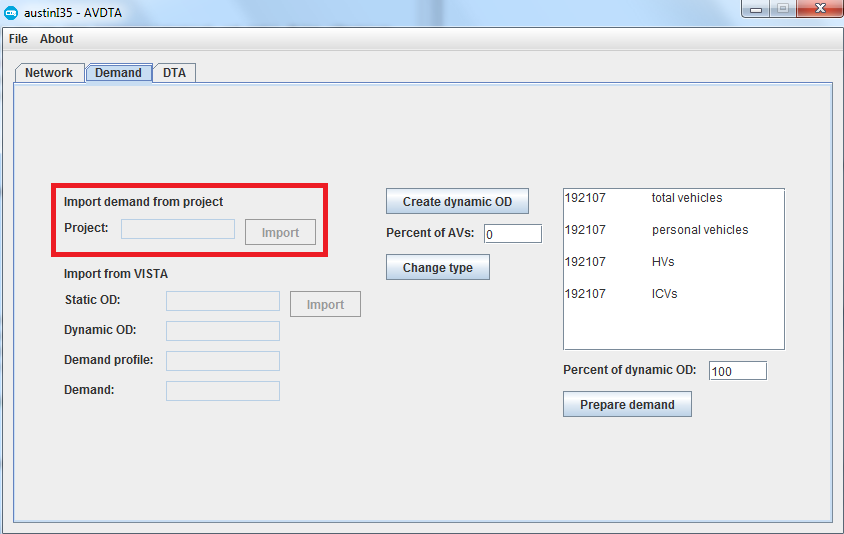 austinI35 - AVDTA
File About
Network Demand DTA
Import demand from project
Project: Import
Import from VISTA
Static OD: Import
Dynamic OD:
Demand profile:
Demand:
Create dynamic OD
Percent of AVs: 0
Change type
192107 total vehicles
192107 personal vehicles
192107 HVs
192107 ICVs
Percent of dynamic OD: 100
Prepare demand